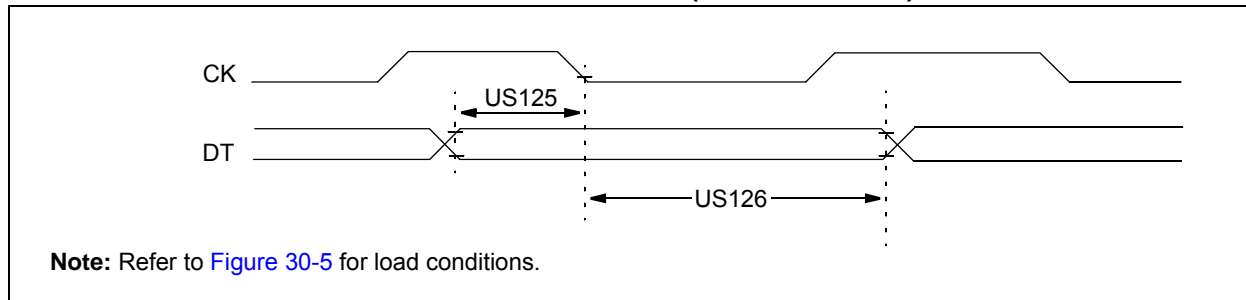 CK
US125
DT
US126
Note: Refer to Figure 30-5 for load conditions.